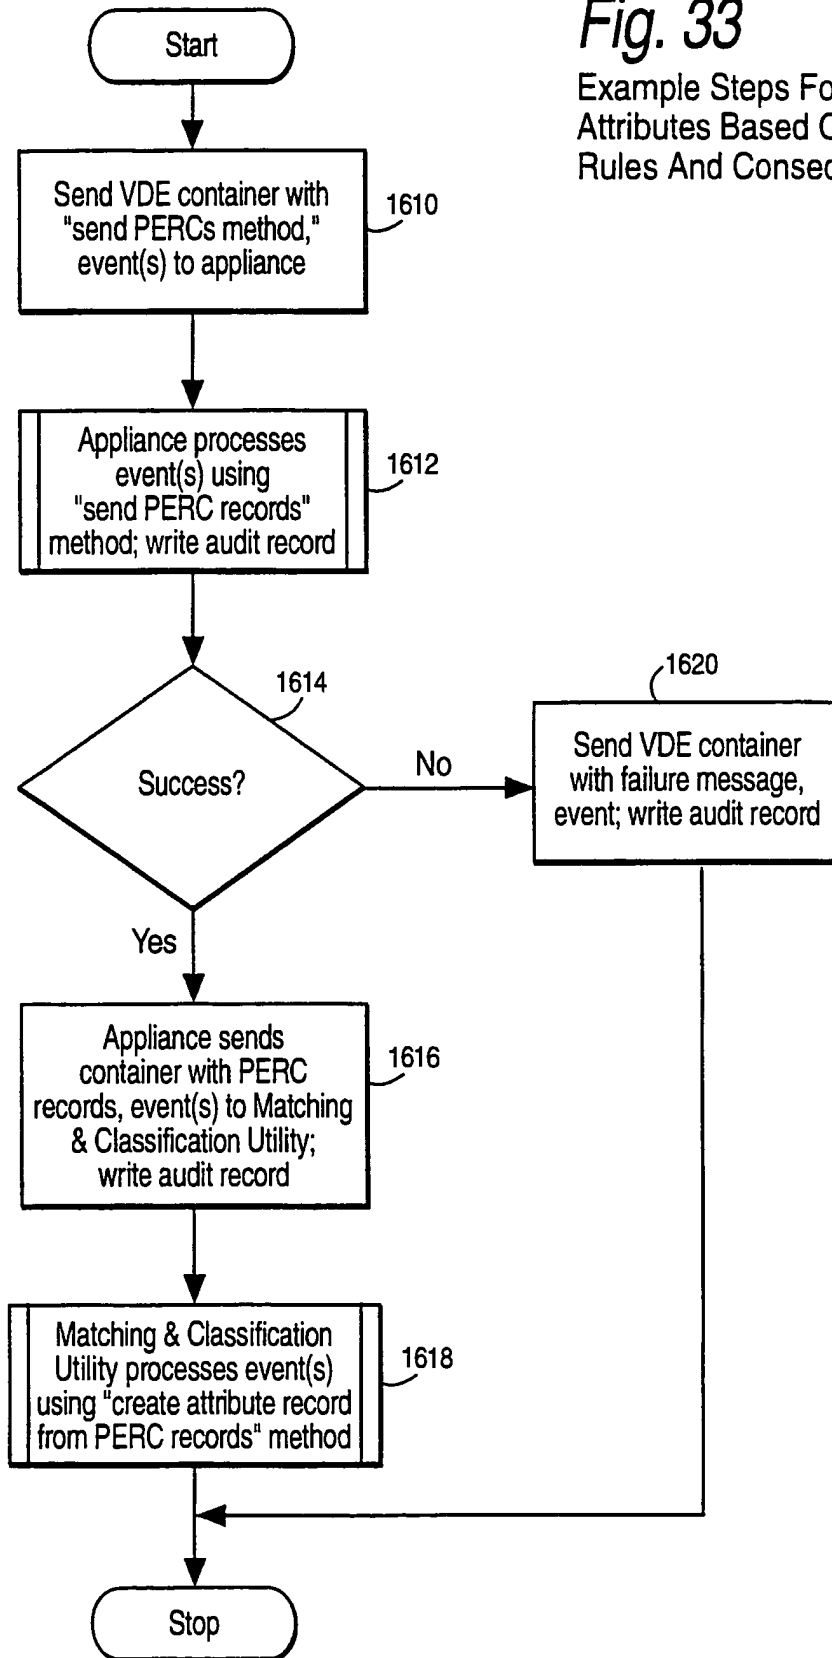 Fig. 33
Example Steps Fo
Attributes Based
Rules And Conse
Start
Send VDE container with
"send PERCs method,"
event(s) to appliance
1610
Appliance processes
event(s) using
"send PERC records"
method; write audit record
1612
1614
Success?
No
1620
Send VDE container
with failure message,
event; write audit record
Yes
Appliance sends
container with PERC
records, event(s) to Matching
& Classification Utility;
write audit record
1616
Matching & Classification
Utility processes event(s)
using "create attribute record
from PERC records" method
1618
Stop